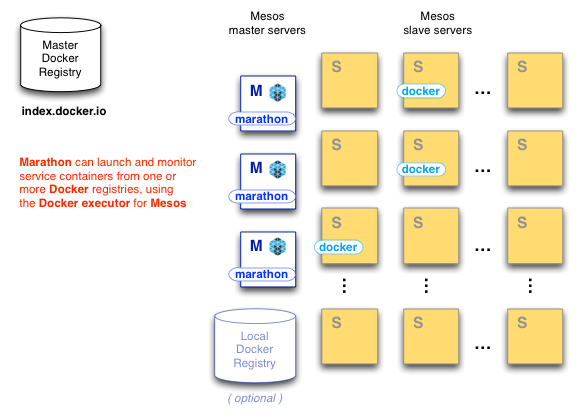 Master
Docker
Registry
index.docker.io
Marathon can launch and monitor
service containers from one or
more Docker registries, using
the Docker executor for Mesos
Mesos
master servers
Mesos
slave servers
M
marathon
S
S
docker
...
S
M
marathon
S
S
docker
...
S
M
marathon
S
docker
S
...
S
Local
Docker
Registry
( optional )
S
S
...
S